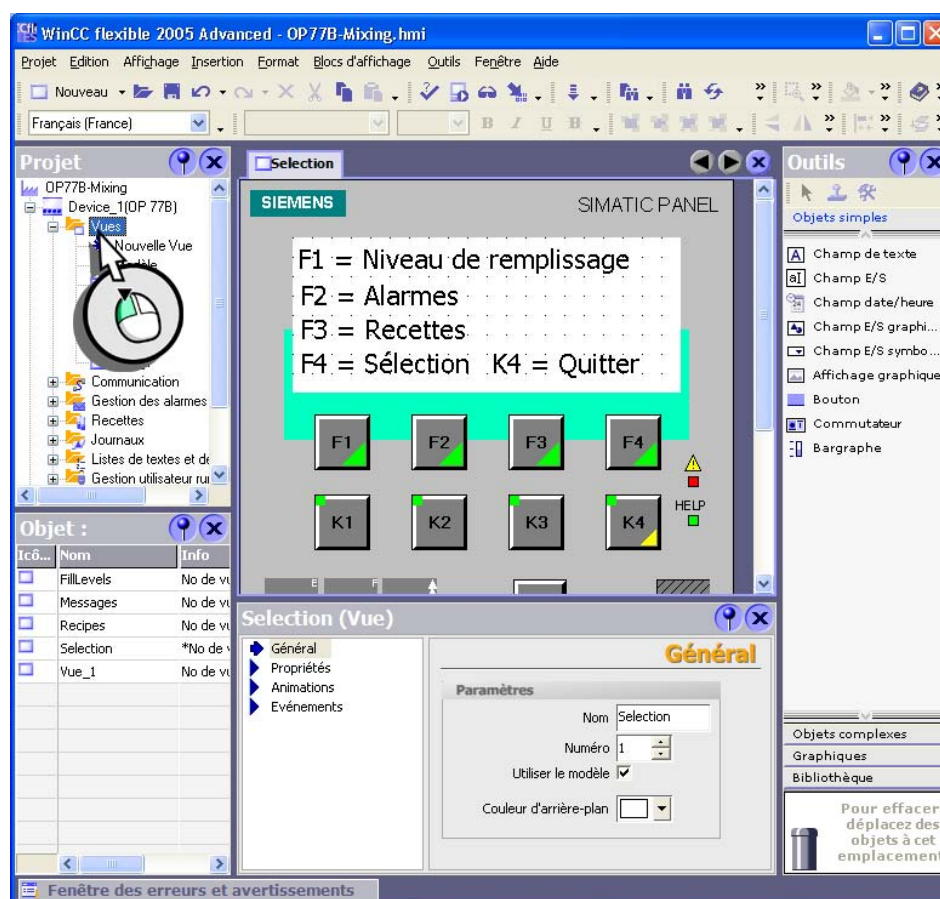 WinCC flexible 2005 Advanced - OP77B-Mixing.hmi
Projet Edition Affichage Insertion Format Blocs d'affichage Outils Fenêtre Aide
Nouveau
Français (France)
B I U
Projet
OP77B-Mixing
Device_1(OP 77B)
Vues
Nouvelle Vue
Communication
Gestion des alarmes
Recettes
Journaux
Listes de textes et de
Gestion utilisateur ru
Objet :
Icô... Nom Info
FillLevels No de vu
Messages No de vu
Recipes No de vu
Selection *No de v
Vue_1 No de vu
Selection
SIEMENS SIMATIC PANEL
F1 = Niveau de remplissage
F2 = Alarmes
F3 = Recettes
F4 = Sélection K4 = Quitter
F1 F2 F3 F4
HELP
K1 K2 K3 K4
E F
Selection (Vue)
Général
Propriétés
Animations
Evénements
Général
Paramètres
Nom Selection
Numéro 1
Utiliser le modèle
Couleur d'arrière-plan
Outils
Objets simples
Champ de texte
Champ E/S
Champ date/heure
Champ E/S graphi...
Champ E/S symbo...
Affichage graphique
Bouton
Commutateur
Bargraphe
Objets complexes
Graphiques
Bibliothèque
Pour effacer
déplacez des
objets à cet
emplacement
Fenêtre des erreurs et avertissements